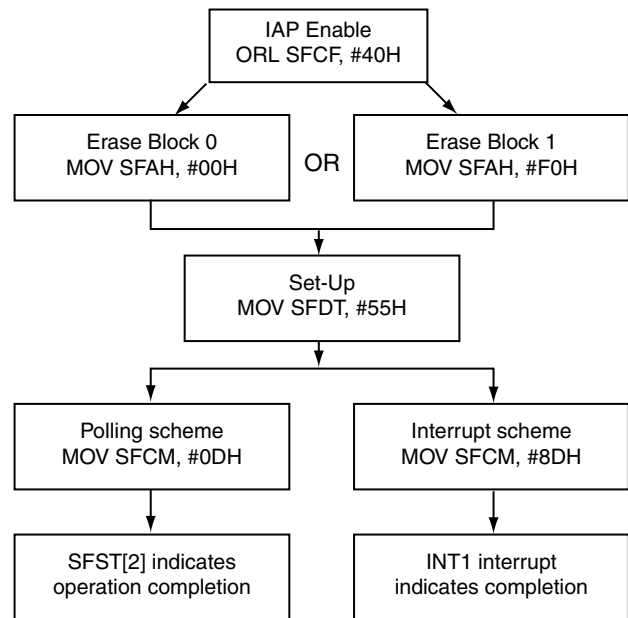 IAP Enable
ORL SFCF, #40H
Erase Block 0
MOV SFAH, #00H
OR
Erase Block 1
MOV SFAH, #F0H
Set-Up
MOV SFDT, #55H
Polling scheme
MOV SFCM, #0DH
Interrupt scheme
MOV SFCM, #8DH
SFST[2] indicates
operation completion
INT1 interrupt
indicates completion